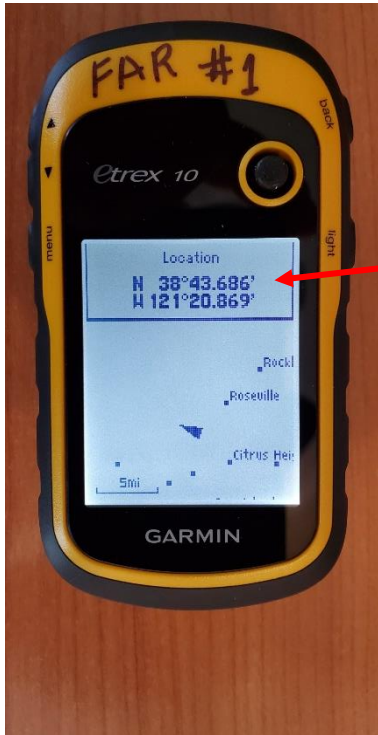 FAR #1
back
etrex 10
menu
light
Location
N 38°43.686'
W 121°20.869'
Rockl
Roseville
Citrus Hei
5mi
GARMIN